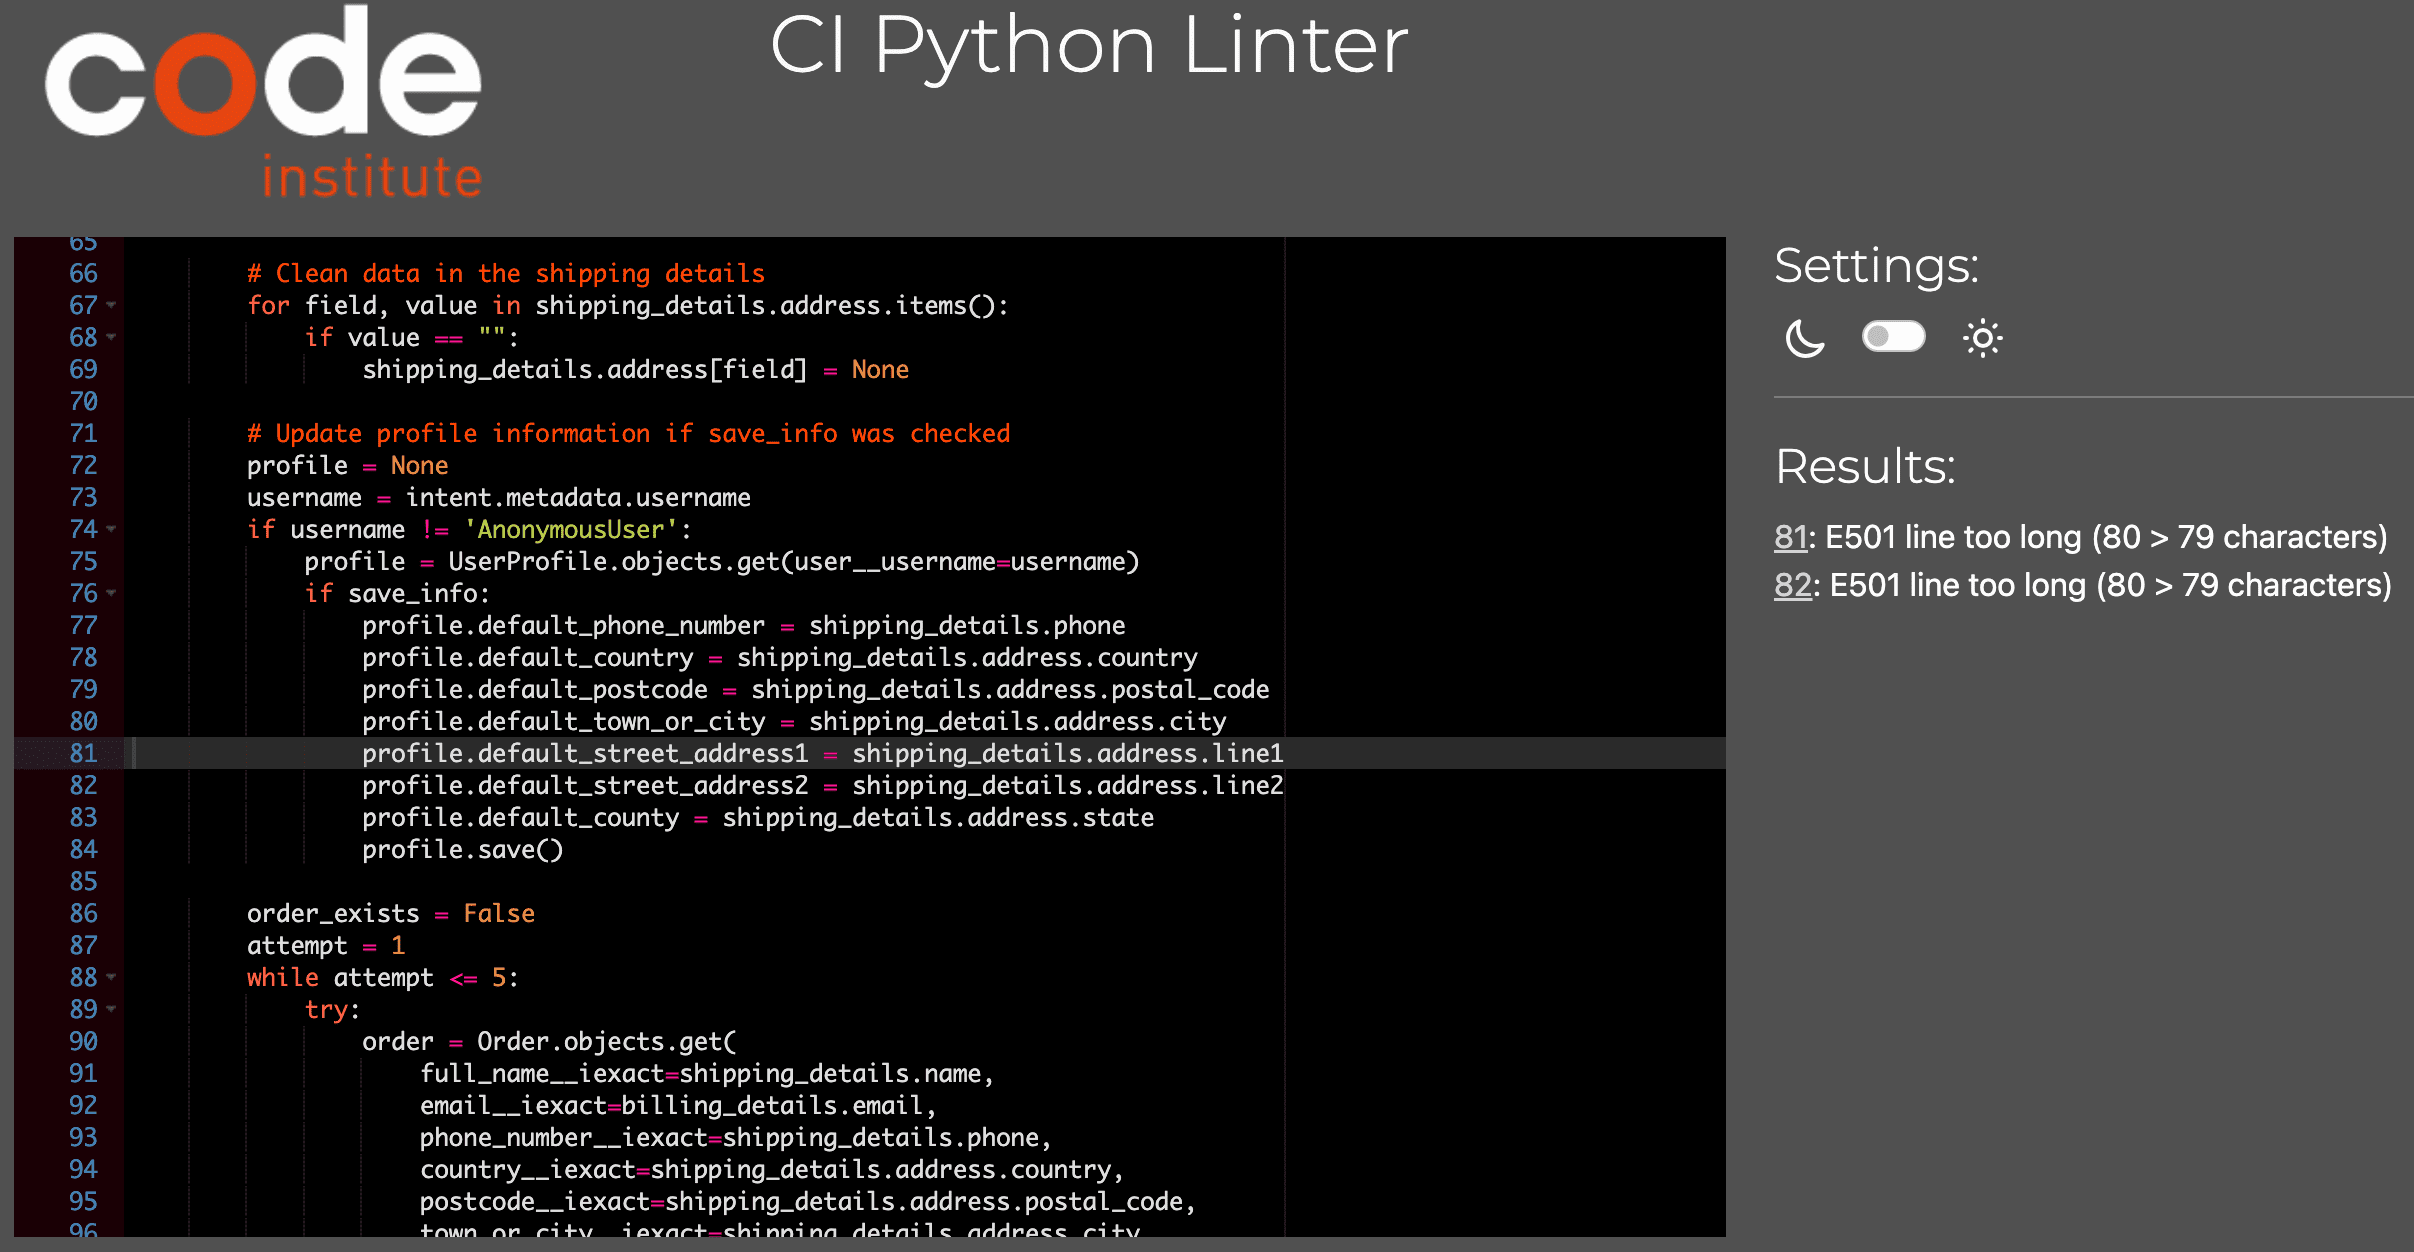 code
institute
CI Python Linter
65
66 # Clean data in the shipping details
67 for field, value in shipping_details.address.items():
68 if value == "":
69 shipping_details.address[field] = None
70
71 # Update profile information if save_info was checked
72 profile = None
73 username = intent.metadata.username
74 if username != 'AnonymousUser':
75 profile = UserProfile.objects.get(user__username=username)
76 if save_info:
77 profile.default_phone_number = shipping_details.phone
78 profile.default_country = shipping_details.address.country
79 profile.default_postcode = shipping_details.address.postal_code
80 profile.default_town_or_city = shipping_details.address.city
81 profile.default_street_address1 = shipping_details.address.line1
82 profile.default_street_address2 = shipping_details.address.line2
83 profile.default_county = shipping_details.address.state
84 profile.save()
85
86 order_exists = False
87 attempt = 1
88 while attempt <= 5:
89 try:
90 order = Order.objects.get(
91 full_name__iexact=shipping_details.name,
92 email__iexact=billing_details.email,
93 phone_number__iexact=shipping_details.phone,
94 country__iexact=shipping_details.address.country,
95 postcode__iexact=shipping_details.address.postal_code,
96 town_or_city__iexact=shipping_details.address.city
Settings:
Results:
81: E501 line too long (80 > 79 characters)
82: E501 line too long (80 > 79 characters)